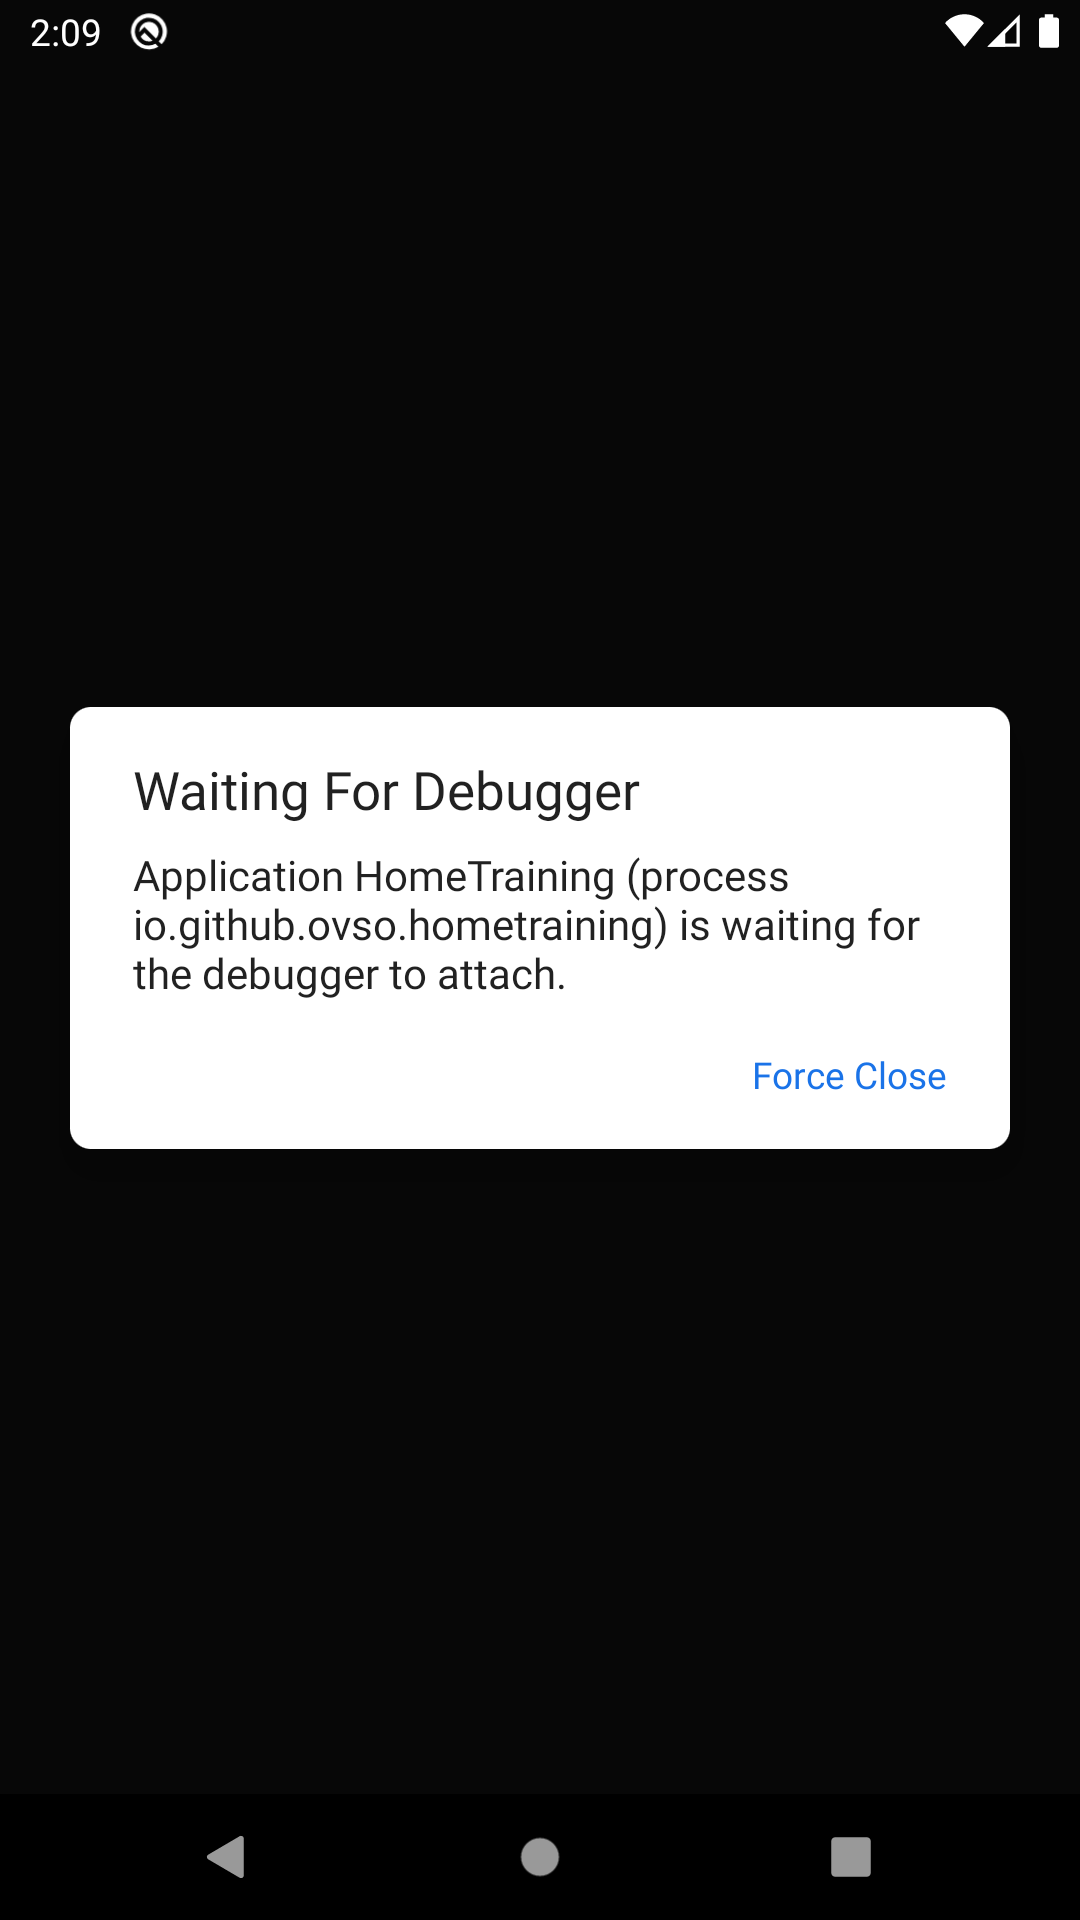 2:09
Waiting For Debugger
Application HomeTraining (process
io.github.ovso.hometraining) is waiting for
the debugger to attach.
Force Close